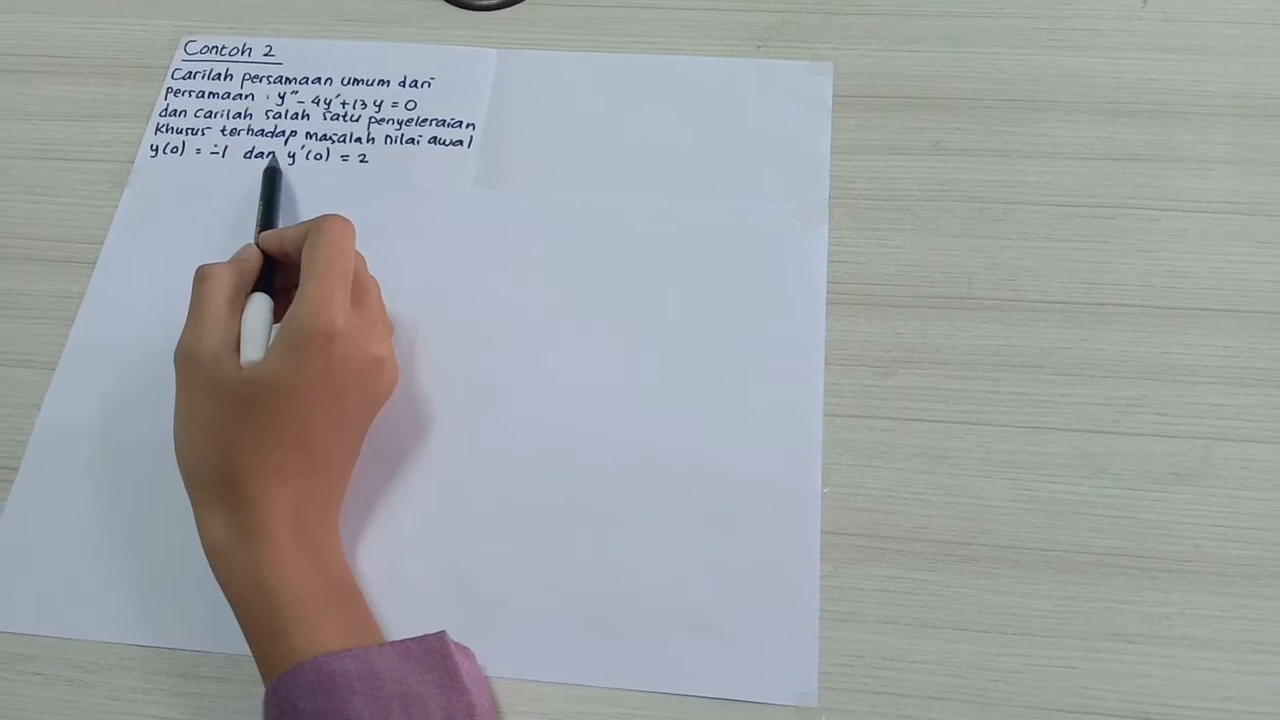 Contoh 2
Carilah persamaan umum dari
persamaan : y" - 4y' + 13y = 0
dan carilah salah satu penyeleraian
khusus terhadap masalah nilai awal
y(0) = -1 dan y'(0) = 2